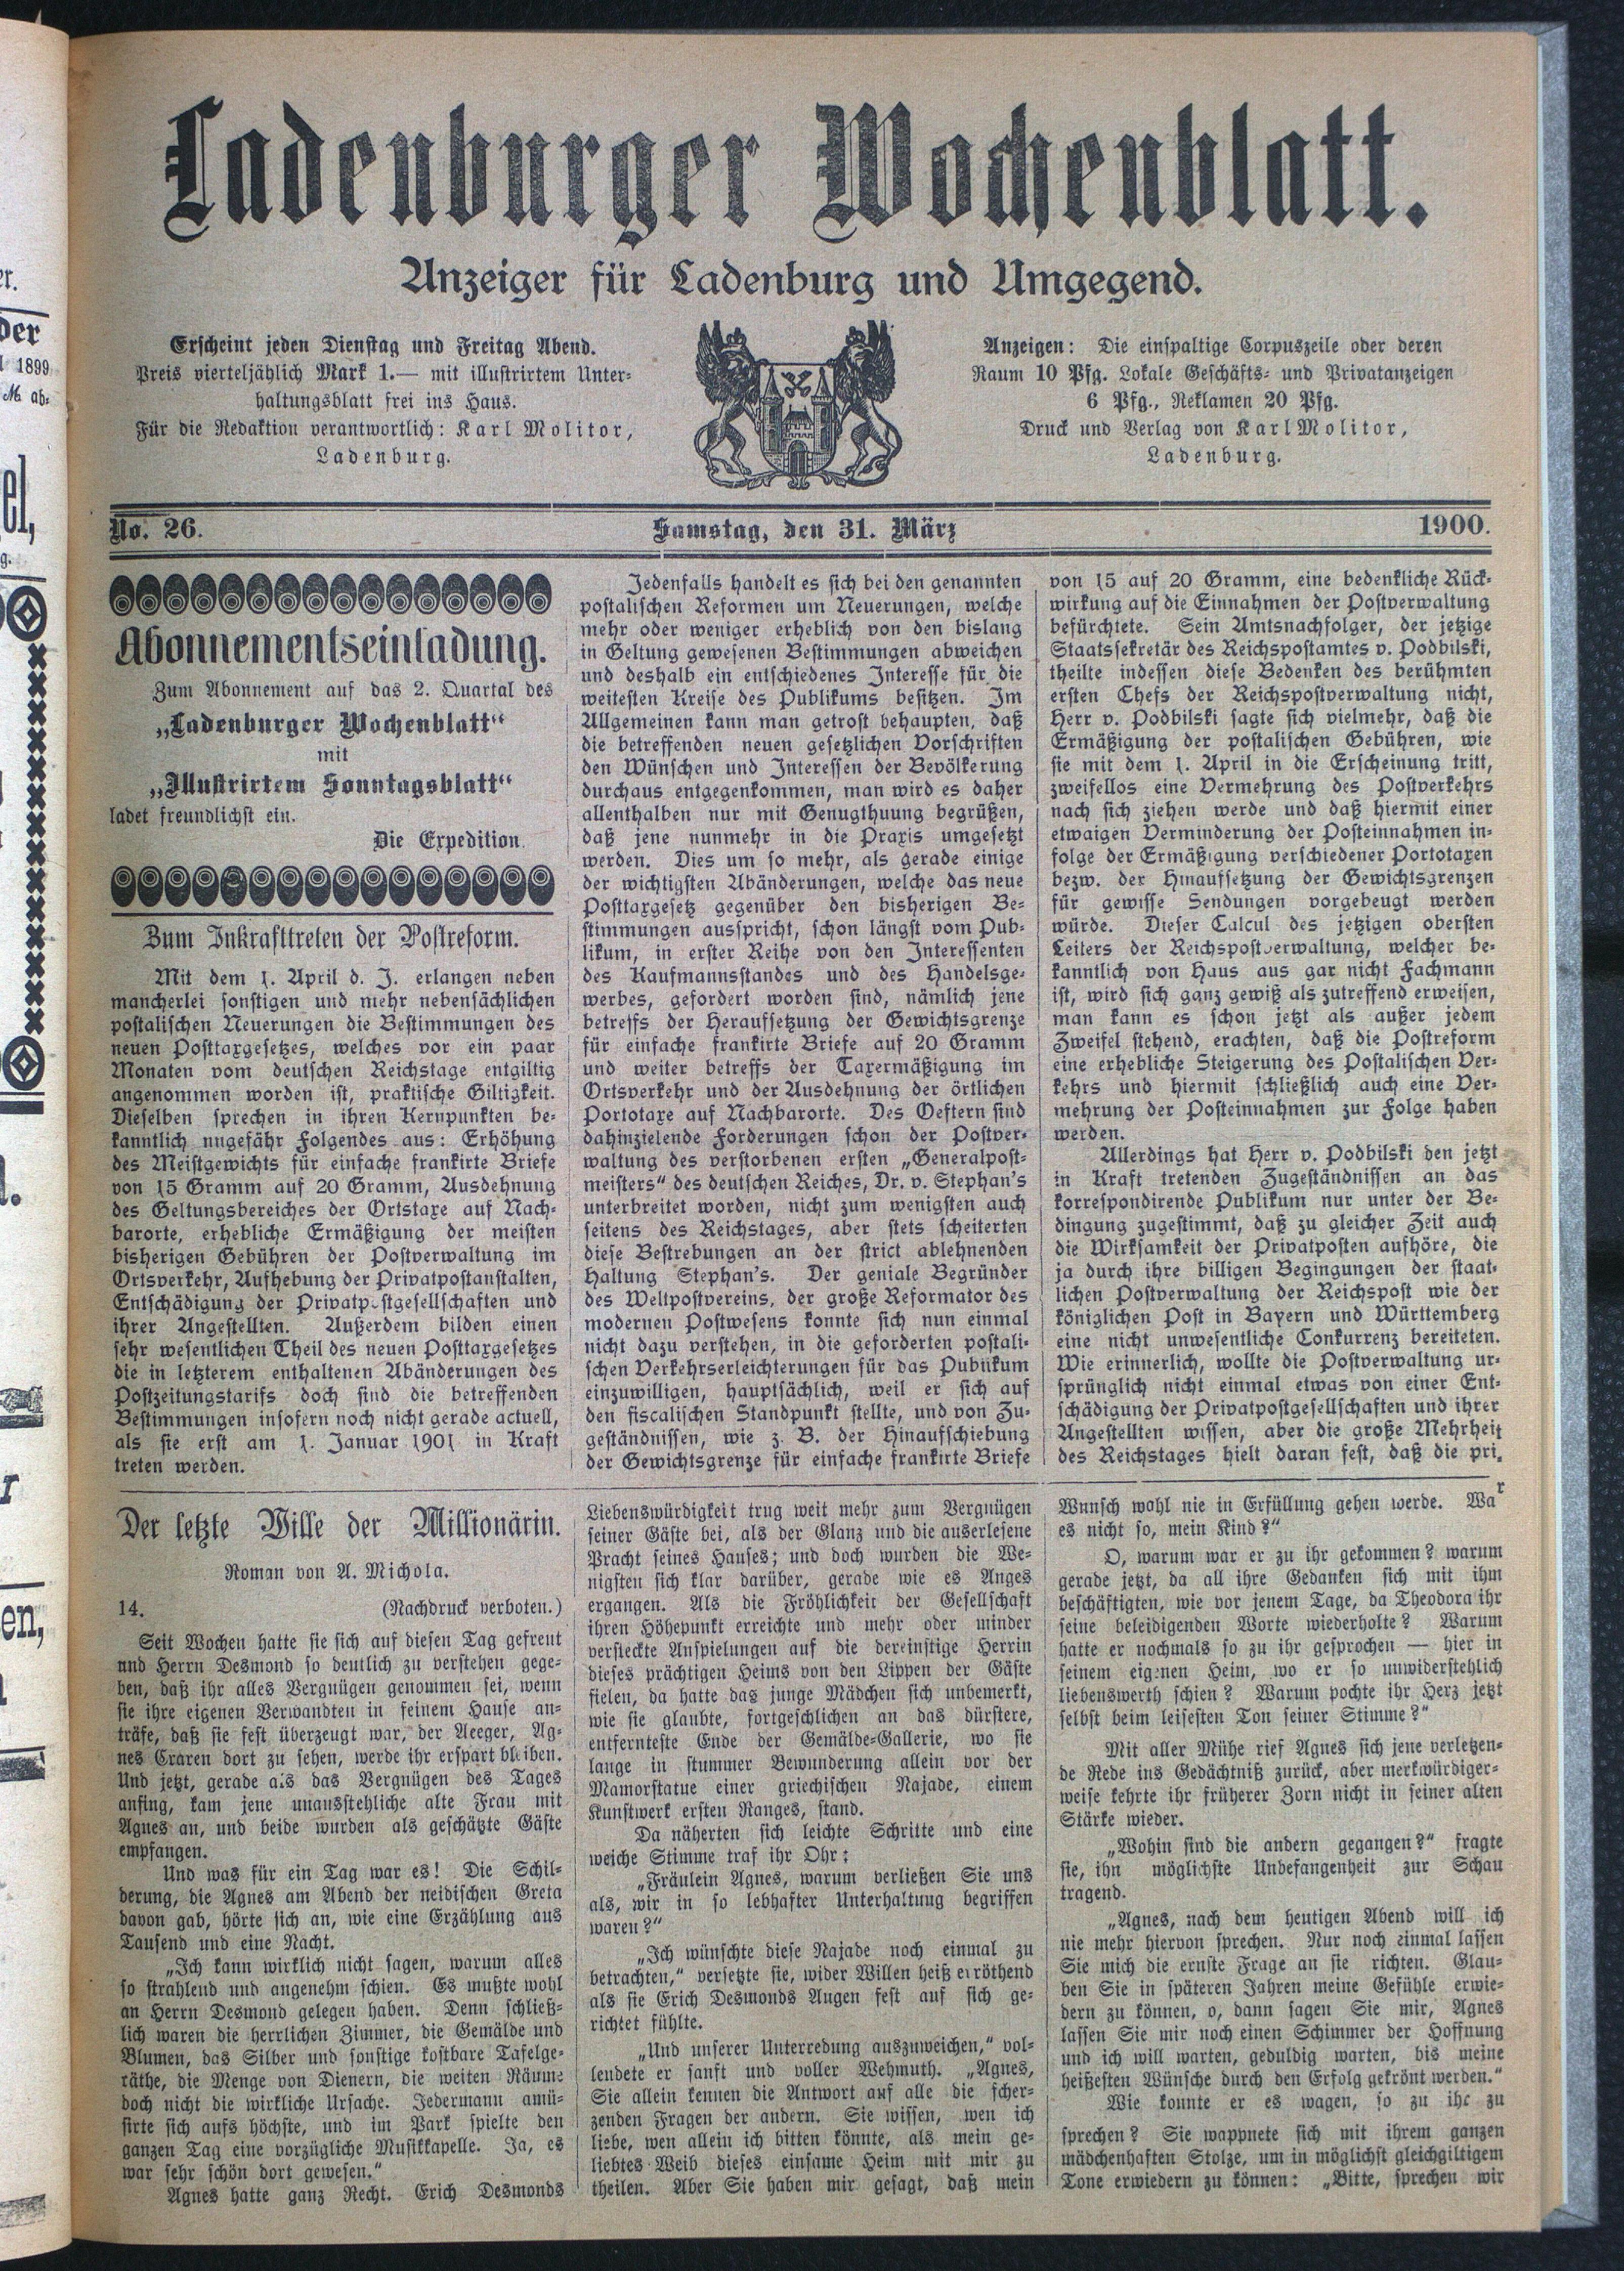 Ladenburger Wochenblatt.
Anzeiger für Ladenburg und Umgegend.
Erscheint jeden Dienstag und Freitag Abend.
Preis vierteljählich Mark 1.— mit illustrirtem Unter-
haltungsblatt frei ins Haus.
Für die Redaktion verantwortlich: Karl Molitor,
Ladenburg.
Anzeigen: Die einspaltige Corpuszeile oder deren
Raum 10 Pfg. Lokale Geschäfts- und Privatanzeigen
6 Pfg., Reklamen 20 Pfg.
Druck und Verlag von Karl Molitor,
Ladenburg.
No. 26.
Samstag, den 31. März
1900.
Abonnementseinladung.
Zum Abonnement auf das 2. Quartal des
„Ladenburger Wochenblatt“
mit
„Illustrirtem Sonntagsblatt“
ladet freundlichst ein.
Die Expedition.
Zum Inkrafttreten der Postreform.
Mit dem 1. April d. J. erlangen neben
mancherlei sonstigen und mehr nebensächlichen
postalischen Neuerungen die Bestimmungen des
neuen Posttaxgesetzes, welches vor ein paar
Monaten vom deutschen Reichstage entgiltig
angenommen worden ist, praktische Giltigkeit.
Dieselben sprechen in ihren Kernpunkten be-
kanntlich nugefähr Folgendes aus: Erhöhung
des Meistgewichts für einfache frankirte Briefe
von 15 Gramm auf 20 Gramm, Ausdehnung
des Geltungsbereiches der Ortstaxe auf Nach-
barorte, erhebliche Ermäßigung der meisten
bisherigen Gebühren der Postverwaltung im
Ortsverkehr, Aufhebung der Privatpostanstalten,
Entschädigung der Privatpostgesellschaften und
ihrer Angestellten. Außerdem bilden einen
sehr wesentlichen Theil des neuen Posttaxgesetzes
die in letzterem enthaltenen Abänderungen des
Postzeitungstarifs doch sind die betreffenden
Bestimmungen insofern noch nicht gerade actuell,
als sie erst am 1. Januar 1901 in Kraft
treten werden.
Jedenfalls handelt es sich bei den genannten
postalischen Reformen um Neuerungen, welche
mehr oder weniger erheblich von den bislang
in Geltung gewesenen Bestimmungen abweichen
und deshalb ein entschiedenes Interesse für die
weitesten Kreise des Publikums besitzen. Im
Allgemeinen kann man getrost behaupten, daß
die betreffenden neuen gesetzlichen Vorschriften
den Wünschen und Interessen der Bevölkerung
durchaus entgegenkommen, man wird es daher
allenthalben nur mit Genugthuung begrüßen,
daß jene nunmehr in die Praxis umgesetzt
werden. Dies um so mehr, als gerade einige
der wichtigsten Abänderungen, welche das neue
Posttaxgesetz gegenüber den bisherigen Be-
stimmungen ausspricht, schon längst vom Pub-
likum, in erster Reihe von den Interessenten
des Kaufmannsstandes und des Handelsge-
werbes, gefordert worden sind, nämlich jene
betreffs der Heraufsetzung der Gewichtsgrenze
für einfache frankirte Briefe auf 20 Gramm
und weiter betreffs der Taxermäßigung im
Ortsverkehr und der Ausdehnung der örtlichen
Portotaxe auf Nachbarorte. Des Oeftern sind
dahinzielende Forderungen schon der Postver-
waltung des verstorbenen ersten „Generalpost-
meisters“ des deutschen Reiches, Dr. v. Stephan's
unterbreitet worden, nicht zum wenigsten auch
seitens des Reichstages, aber stets scheiterten
diese Bestrebungen an der strict ablehnenden
Haltung Stephan's. Der geniale Begründer
des Weltpostvereins, der große Reformator des
modernen Postwesens konnte sich nun einmal
nicht dazu verstehen, in die geforderten postali-
schen Verkehrserleichterungen für das Publikum
einzuwilligen, hauptsächlich, weil er sich auf
den fiscalischen Standpunkt stellte, und von Zu-
geständnissen, wie z. B. der Hinaufschiebung
der Gewichtsgrenze für einfache frankirte Briefe
von 15 auf 20 Gramm, eine bedenkliche Rück-
wirkung auf die Einnahmen der Postverwaltung
befürchtete. Sein Amtsnachfolger, der jetzige
Staatssekretär des Reichspostamtes v. Podbilski,
theilte indessen diese Bedenken des berühmten
ersten Chefs der Reichspostverwaltung nicht,
Herr v. Podbilski sagte sich vielmehr, daß die
Ermäßigung der postalischen Gebühren, wie
sie mit dem 1. April in die Erscheinung tritt,
zweifellos eine Vermehrung des Postverkehrs
nach sich ziehen werde und daß hiermit einer
etwaigen Verminderung der Posteinnahmen in-
folge der Ermäßigung verschiedener Portotaxen
bezw. der Hinaufsetzung der Gewichtsgrenzen
für gewisse Sendungen vorgebeugt werden
würde. Dieser Calcul des jetzigen obersten
Leiters der Reichspostverwaltung, welcher be-
kanntlich von Haus aus gar nicht Fachmann
ist, wird sich ganz gewiß als zutreffend erweisen,
man kann es schon jetzt als außer jedem
Zweifel stehend, erachten, daß die Postreform
eine erhebliche Steigerung des Postalischen Ver-
kehrs und hiermit schließlich auch eine Ver-
mehrung der Posteinnahmen zur Folge haben
werden.
Allerdings hat Herr v. Podbilski den jetzt
in Kraft tretenden Zugeständnissen an das
korrespondirende Publikum nur unter der Be-
dingung zugestimmt, daß zu gleicher Zeit auch
die Wirksamkeit der Privatposten aufhöre, die
ja durch ihre billigen Begingungen der staat-
lichen Postverwaltung der Reichspost wie der
königlichen Post in Bayern und Württemberg
eine nicht unwesentliche Conkurrenz bereiteten.
Wie erinnerlich, wollte die Postverwaltung ur-
sprünglich nicht einmal etwas von einer Ent-
schädigung der Privatpostgesellschaften und ihrer
Angestellten wissen, aber die große Mehrheit
des Reichstages hielt daran fest, daß die pri-
Der letzte Wille der Millionärin.
Roman von A. Michola.
14. (Nachdruck verboten.)
Seit Wochen hatte sie sich auf diesen Tag gefreut
und Herrn Desmond so deutlich zu verstehen gege-
ben, daß ihr alles Vergnügen genommen sei, wenn
sie ihre eigenen Verwandten in seinem Hause an-
träfe, daß sie fest überzeugt war, der Aeeger, Ag-
nes Craren dort zu sehen, werde ihr erspart bleiben.
Und jetzt, gerade als das Vergnügen des Tages
anfing, kam jene unausstehliche alte Frau mit
Agnes an, und beide wurden als geschätzte Gäste
empfangen.
Und was für ein Tag war es! Die Schil-
derung, die Agnes am Abend der neidischen Greta
davon gab, hörte sich an, wie eine Erzählung aus
Tausend und eine Nacht.
„Ich kann wirklich nicht sagen, warum alles
so strahlend und angenehm schien. Es mußte wohl
an Herrn Desmond gelegen haben. Denn schließ-
lich waren die herrlichen Zimmer, die Gemälde und
Blumen, das Silber und sonstige kostbare Tafelge-
räthe, die Menge von Dienern, die weiten Räume
doch nicht die wirkliche Ursache. Jedermann amü-
sirte sich aufs höchste, und im Park spielte den
ganzen Tag eine vorzügliche Musikkapelle. Ja, es
war sehr schön dort gewesen.“
Agnes hatte ganz Recht. Erich Desmonds
Liebenswürdigkeit trug weit mehr zum Vergnügen
seiner Gäste bei, als der Glanz und die auserlesene
Pracht seines Hauses; und doch wurden die We-
nigsten sich klar darüber, gerade wie es Anges
ergangen. Als die Fröhlichkeit der Gesellschaft
ihren Höhepunkt erreichte und mehr oder minder
versteckte Anspielungen auf die dereinstige Herrin
dieses prächtigen Heims von den Lippen der Gäste
fielen, da hatte das junge Mädchen sich unbemerkt,
wie sie glaubte, fortgeschlichen an das dürstere,
entfernteste Ende der Gemälde-Gallerie, wo sie
lange in stummer Bewunderung allein vor der
Mamorstatue einer griechischen Najade, einem
Kunstwerk ersten Ranges, stand.
Da näherten sich leichte Schritte und eine
weiche Stimme traf ihr Ohr:
„Fräulein Agnes, warum verließen Sie uns
als, wir in so lebhafter Unterhaltung begriffen
waren?“
„Ich wünschte diese Najade noch einmal zu
betrachten,“ versetzte sie, wider Willen heiß erröthend
als sie Erich Desmonds Augen fest auf sich ge-
richtet fühlte.
„Und unserer Unterredung auszuweichen,“ vol-
lendete er sanft und voller Wehmuth. „Agnes,
Sie allein kennen die Antwort auf alle die scher-
zenden Fragen der andern. Sie wissen, wen ich
liebe, wen allein ich bitten könnte, als mein ge-
liebtes Weib dieses einsame Heim mit mir zu
theilen. Aber Sie haben mir gesagt, daß mein
Wunsch wohl nie in Erfüllung gehen werde. War
es nicht so, mein Kind?“
O, warum war er zu ihr gekommen? warum
gerade jetzt, da all ihre Gedanken sich mit ihm
beschäftigten, wie vor jenem Tage, da Theodora ihr
seine beleidigenden Worte wiederholte? Warum
hatte er nochmals so zu ihr gesprochen — hier in
seinem eigenen Heim, wo er so unwiderstehlich
liebenswerth schien? Warum pochte ihr Herz jetzt
selbst beim leisesten Ton seiner Stimme?“
Mit aller Mühe rief Agnes sich jene verletzen-
de Rede ins Gedächtniß zurück, aber merkwürdiger-
weise kehrte ihr früherer Zorn nicht in seiner alten
Stärke wieder.
„Wohin sind die andern gegangen?“ fragte
sie, ihn möglichste Unbefangenheit zur Schau
tragend.
„Agnes, nach dem heutigen Abend will ich
nie mehr hiervon sprechen. Nur noch einmal lassen
Sie mich die ernste Frage an sie richten. Glau-
ben Sie in späteren Jahren meine Gefühle erwie-
dern zu können, o, dann sagen Sie mir, Agnes
lassen Sie mir noch einen Schimmer der Hoffnung
und ich will warten, geduldig warten, bis meine
heißesten Wünsche durch den Erfolg gekrönt werden.“
Wie konnte er es wagen, so zu ihr zu
sprechen? Sie wappnete sich mit ihrem ganzen
mädchenhaften Stolze, um in möglichst gleichgiltigem
Tone erwiedern zu können: „Bitte, sprechen wir